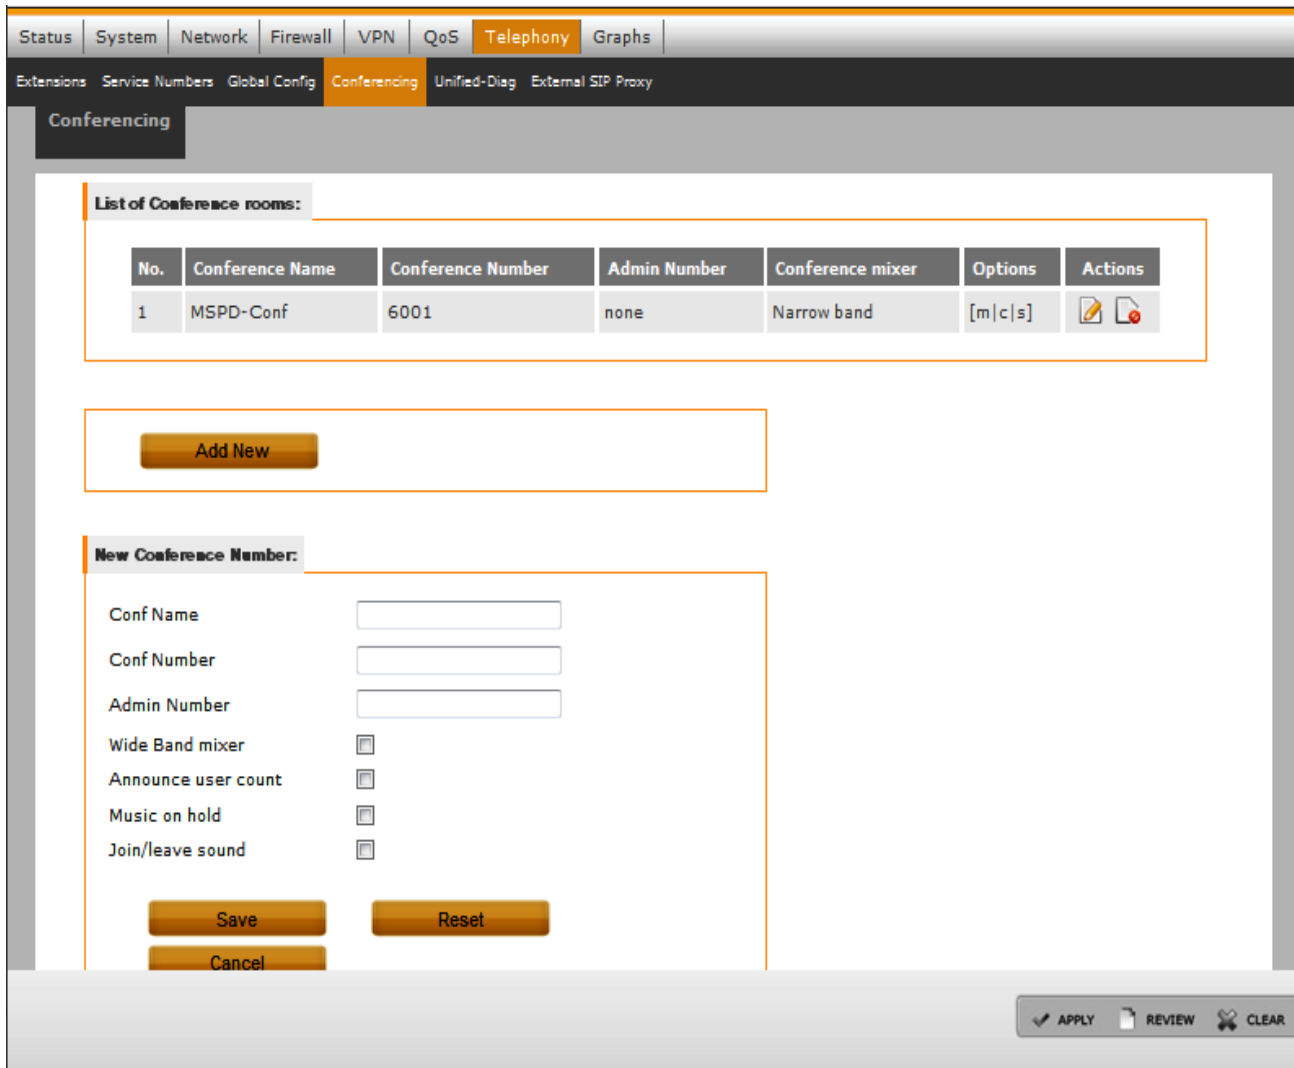 Status System Network Firewall VPN QoS Telephony Graphs
Extensions Service Numbers Global Config Conferencing Unified-Diag External SIP Proxy
Conferencing
List of Conference rooms:
No. Conference Name Conference Number Admin Number Conference mixer Options Actions
1 MSPD-Conf 6001 none Narrow band [m|c|s]
Add New
New Conference Number:
Conf Name
Conf Number
Admin Number
Wide Band mixer
Announce user count
Music on hold
Join/leave sound
Save Reset
Cancel
APPLY REVIEW CLEAR